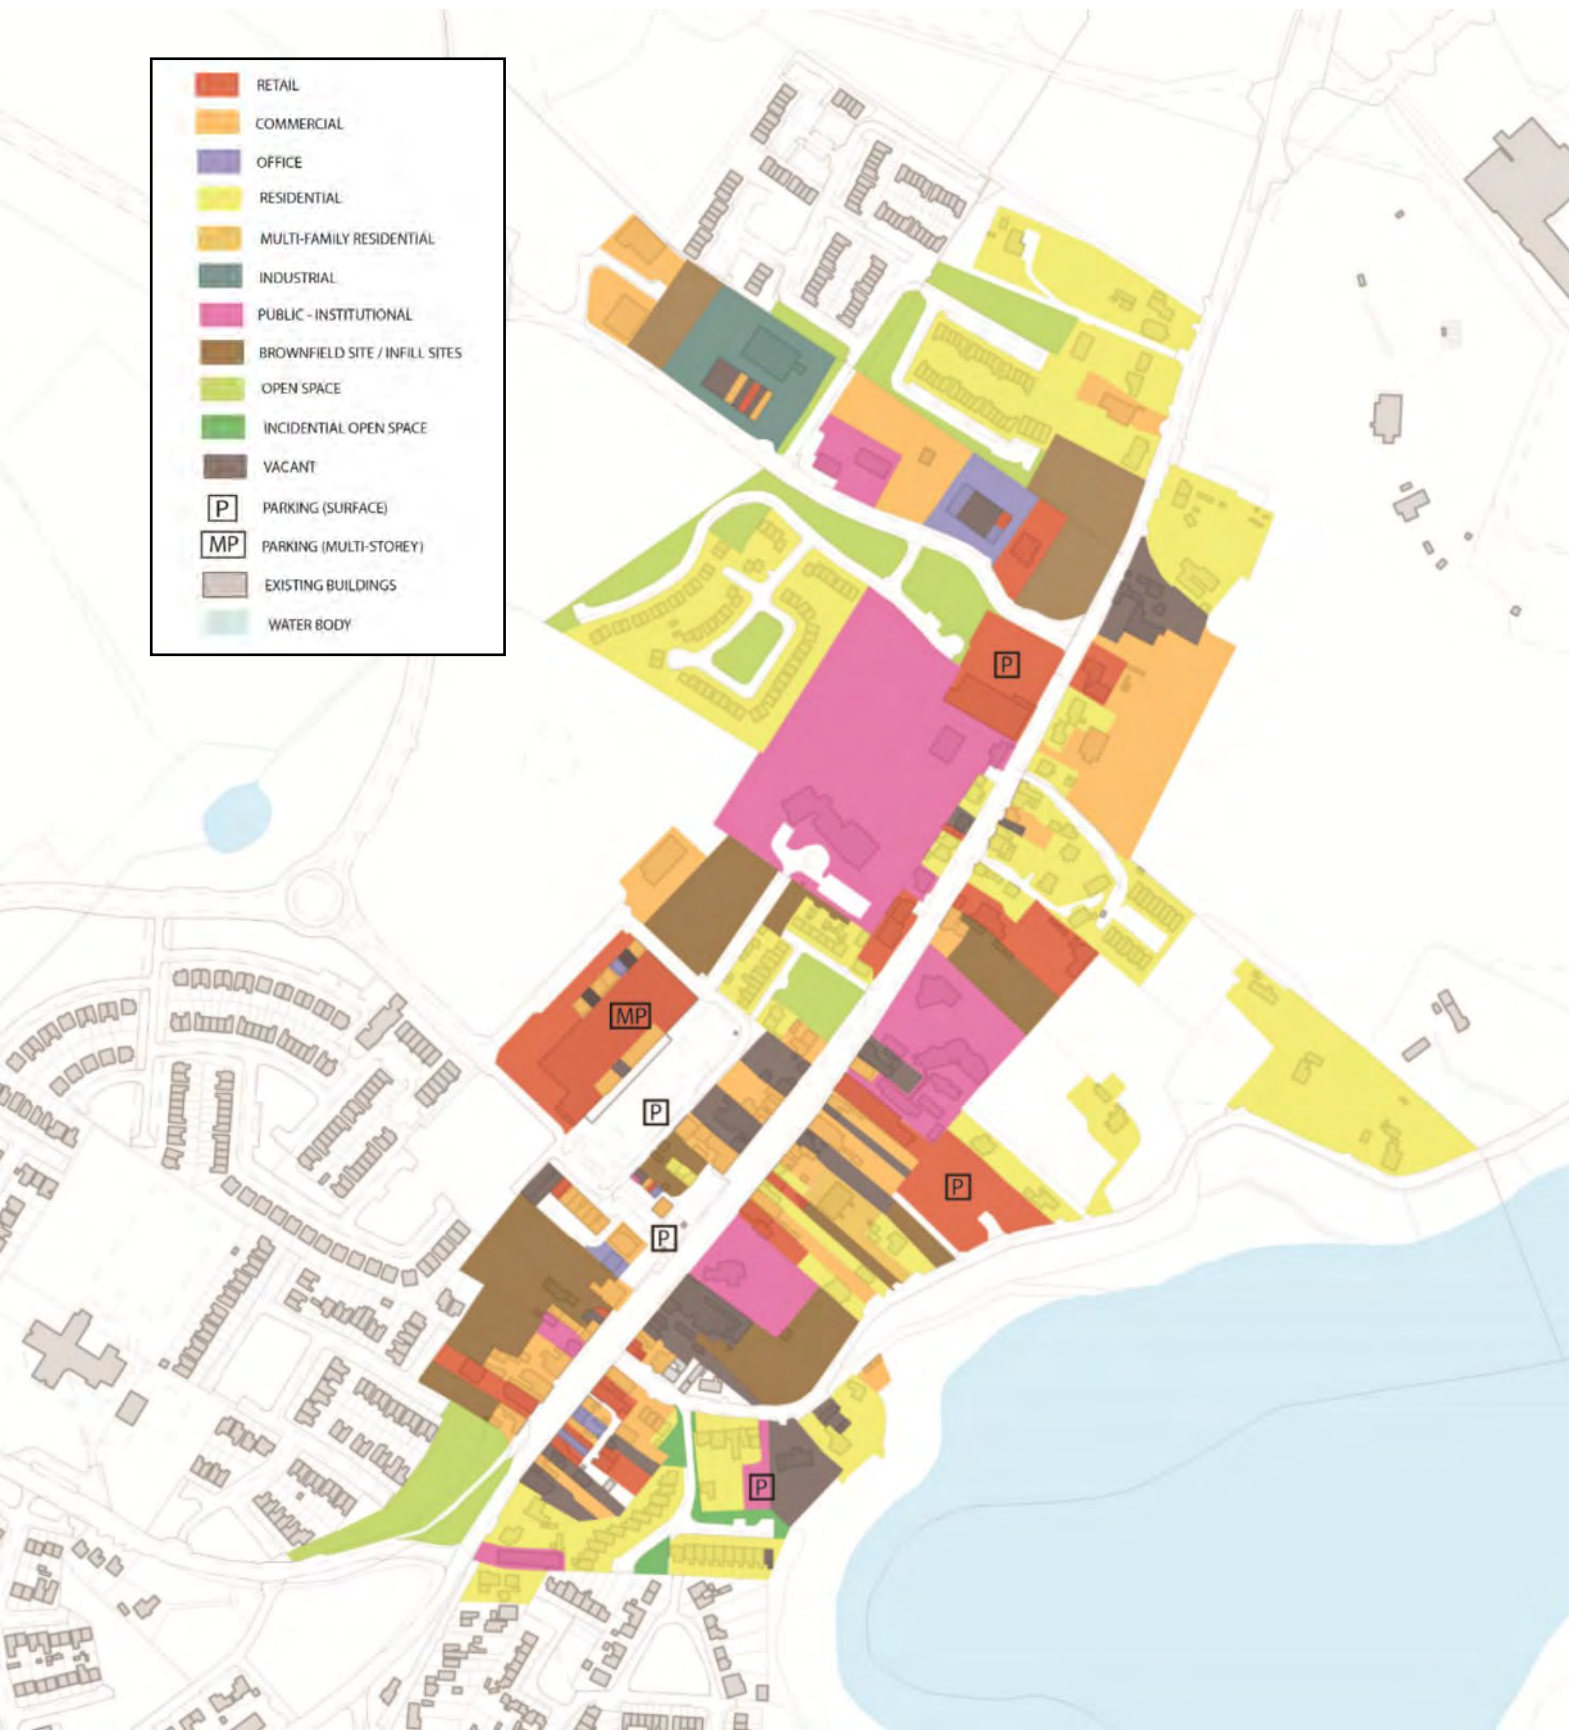 RETAIL
COMMERCIAL
OFFICE
RESIDENTIAL
MULTI-FAMILY RESIDENTIAL
INDUSTRIAL
PUBLIC - INSTITUTIONAL
BROWNFIELD SITE / INFILL SITES
OPEN SPACE
INCIDENTIAL OPEN SPACE
VACANT
P PARKING (SURFACE)
MP PARKING (MULTI-STOREY)
EXISTING BUILDINGS
WATER BODY
P
MP
P
P
P
P